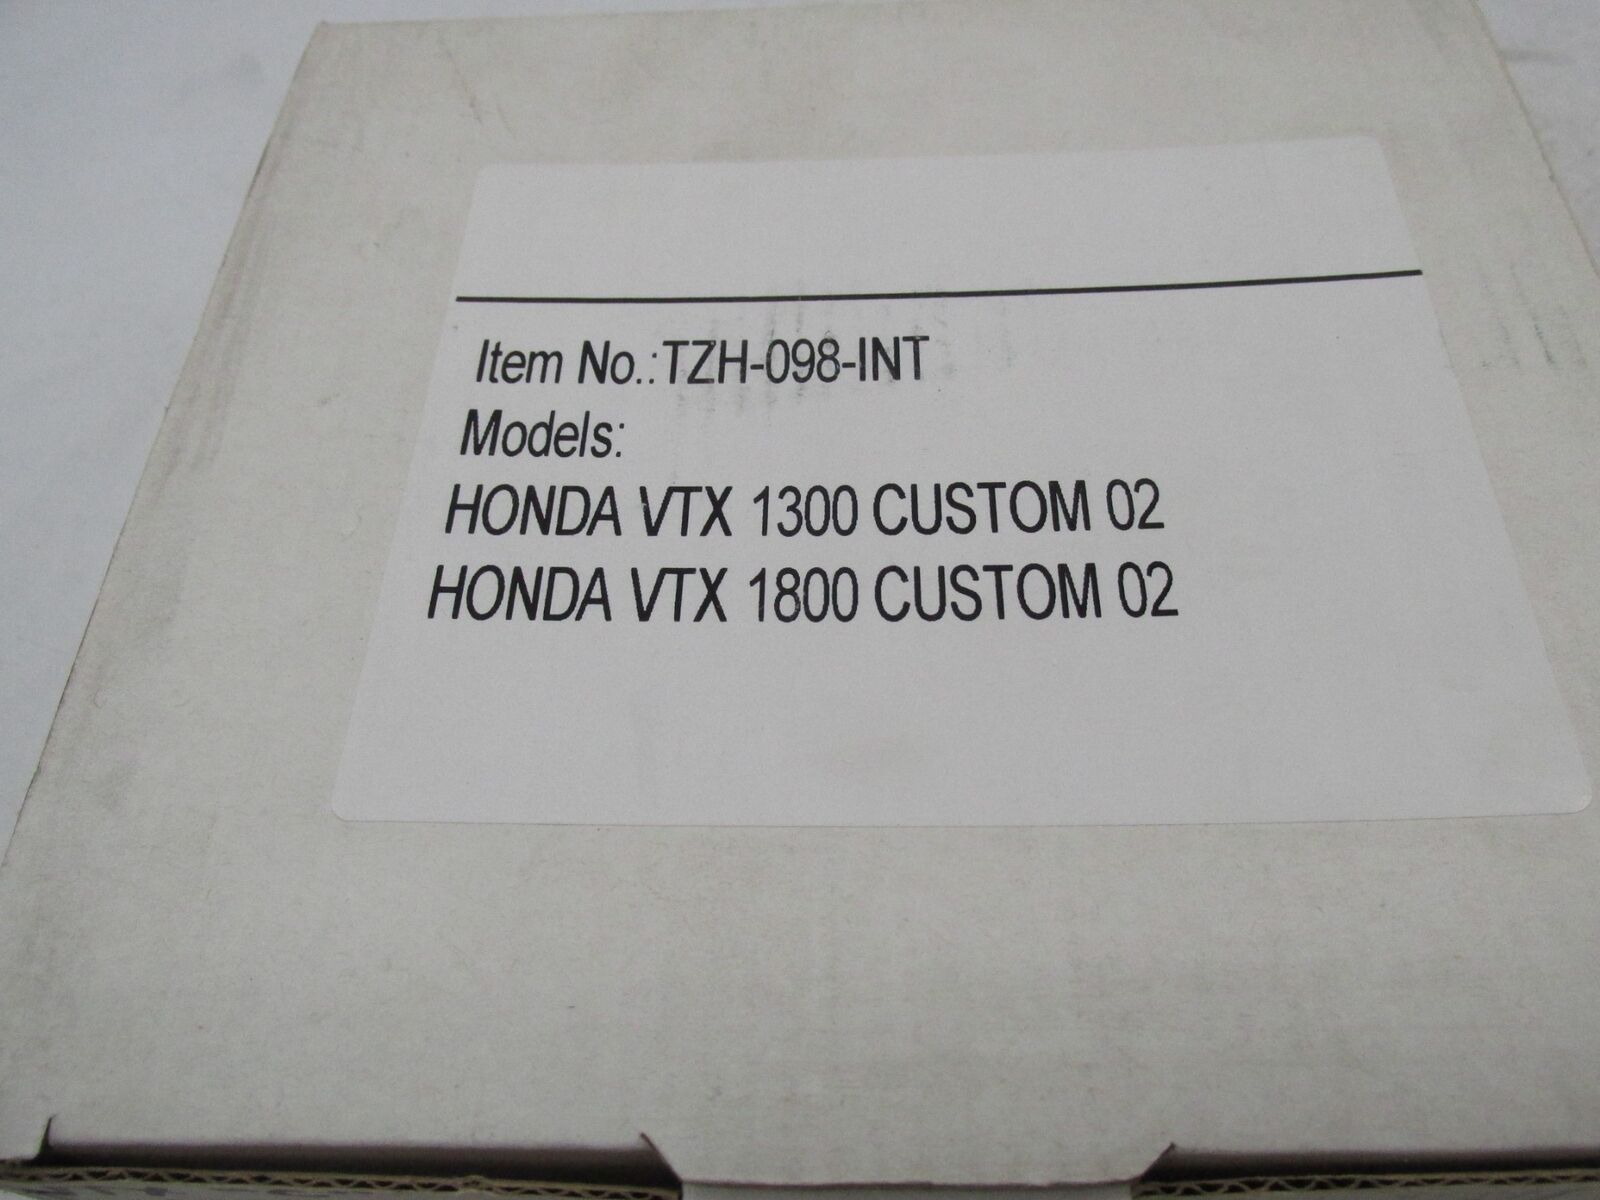 Item No.:TZH-098-INT
Models:
HONDA VTX 1300 CUSTOM 02
HONDA VTX 1800 CUSTOM 02